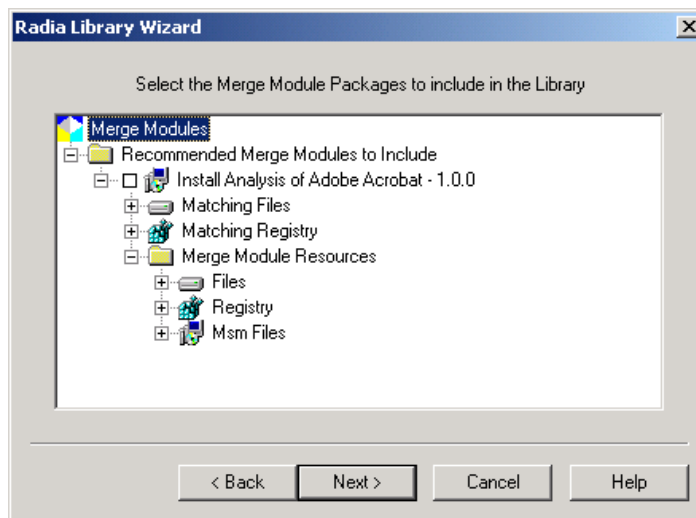 Radia Library Wizard
Select the Merge Module Packages to include in the Library
Merge Modules
Recommended Merge Modules to Include
Install Analysis of Adobe Acrobat - 1.0.0
Matching Files
Matching Registry
Merge Module Resources
Files
Registry
Msm Files
< Back Next > Cancel Help